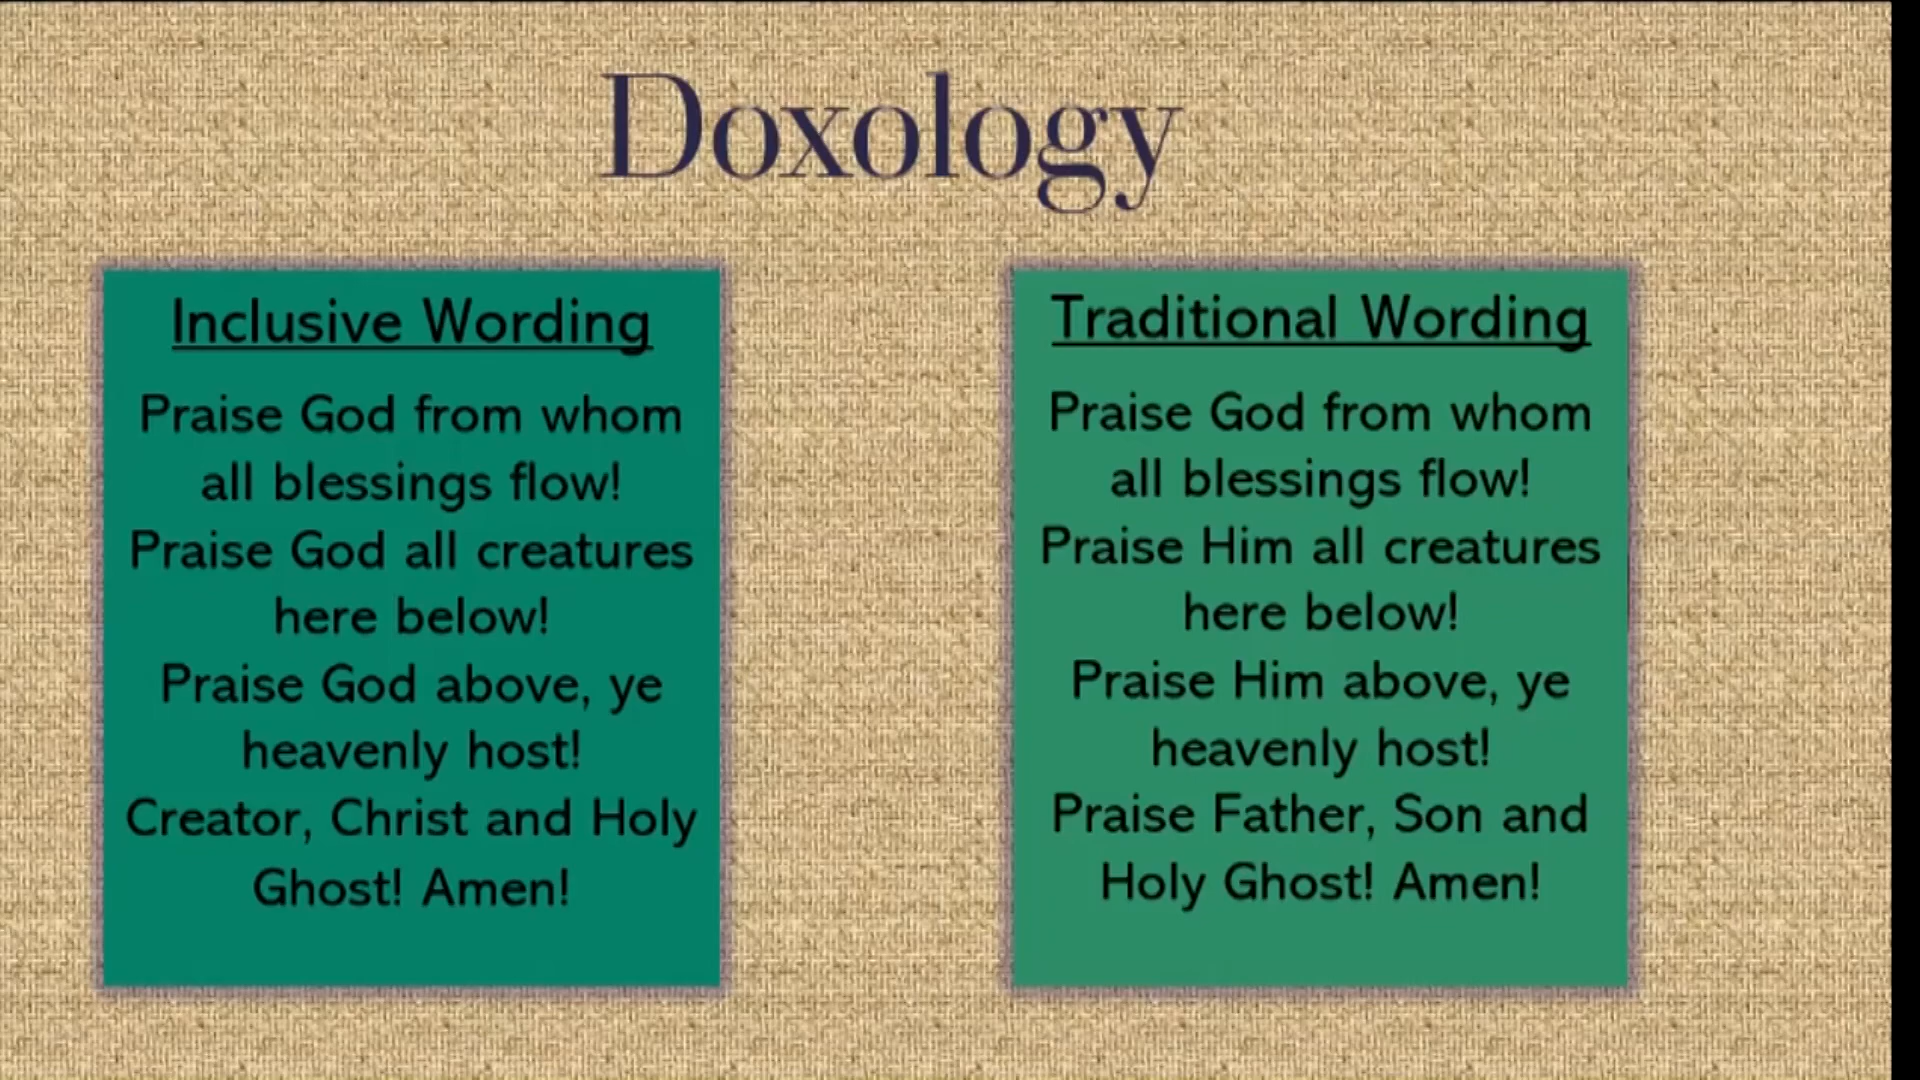 Doxology
Inclusive Wording
Praise God from whom
all blessings flow!
Praise God all creatures
here below!
Praise God above, ye
heavenly host!
Creator, Christ and Holy
Ghost! Amen!
Traditional Wording
Praise God from whom
all blessings flow!
Praise Him all creatures
here below!
Praise Him above, ye
heavenly host!
Praise Father, Son and
Holy Ghost! Amen!